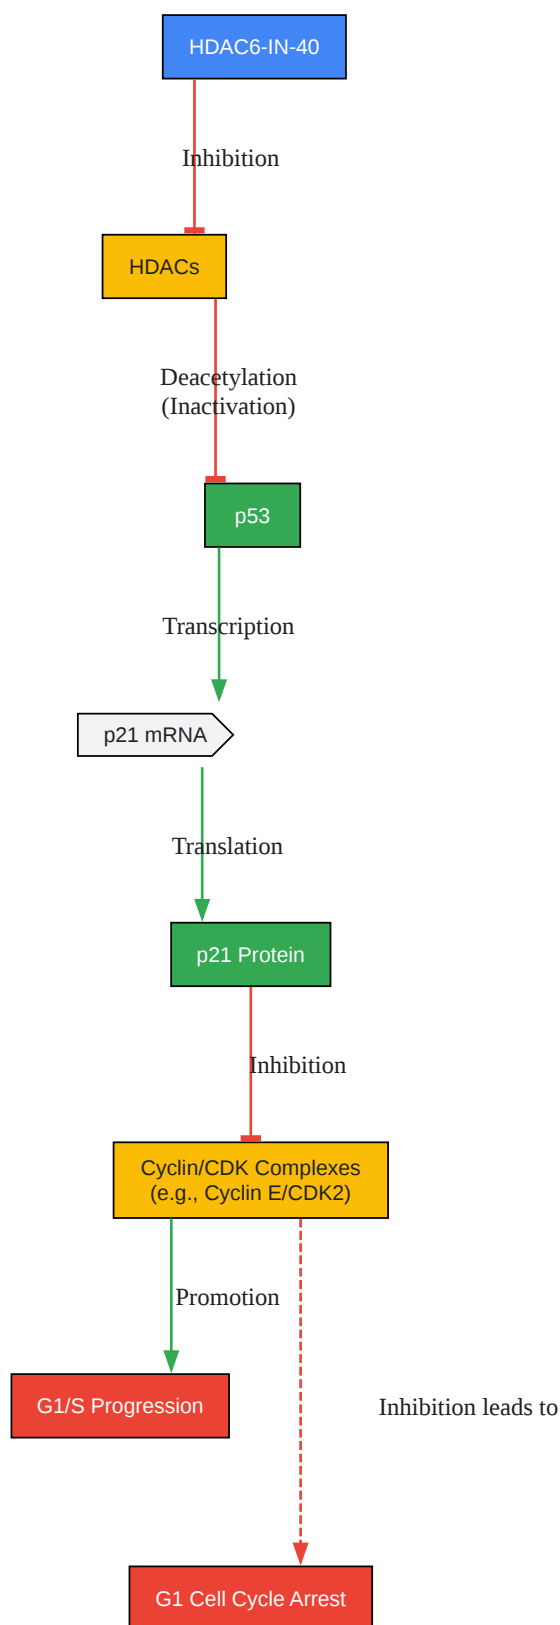 HDAC6-IN-40
Inhibition
HDACs
Deacetylation
(Inactivation)
p53
Transcription
p21 mRNA
Translation
p21 Protein
Inhibition
Cyclin/CDK Complexes
(e.g., Cyclin E/CDK2)
Promotion
G1/S Progression
Inhibition leads to
G1 Cell Cycle Arrest